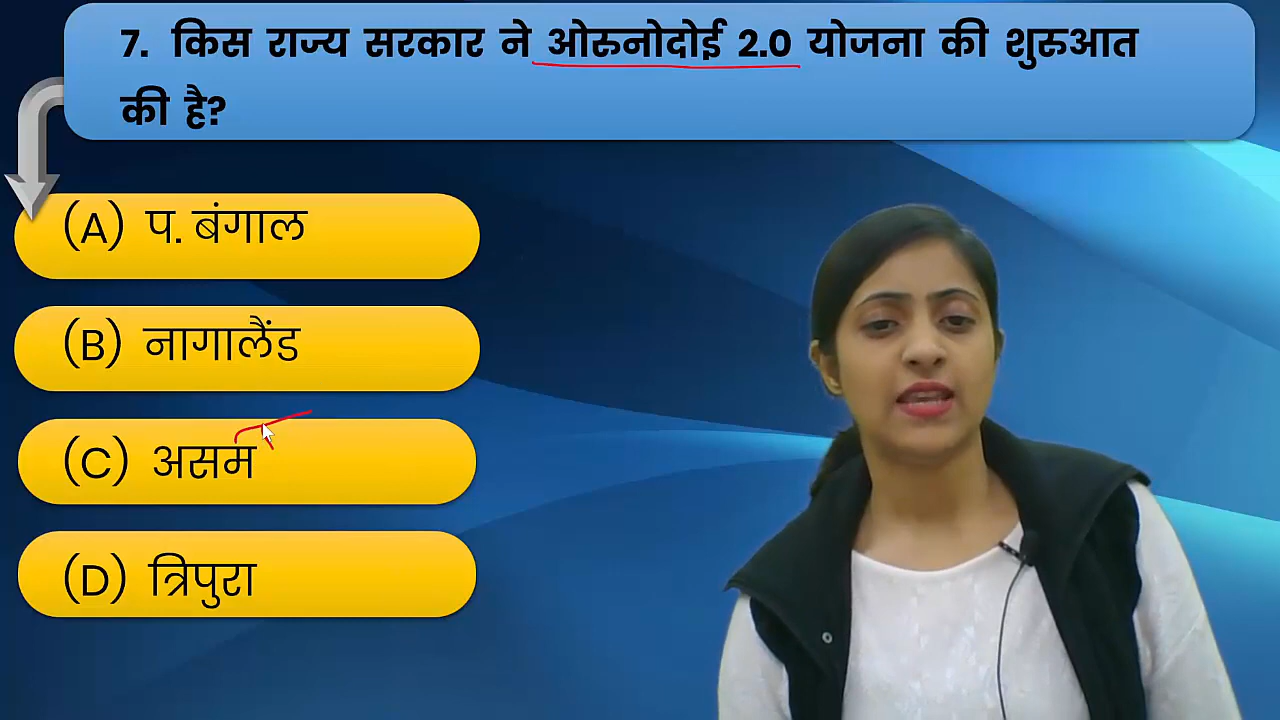 7. किस राज्य सरकार ने ओरुनोदोई 2.0 योजना की शुरुआत
की है?
(A) प. बंगाल
(B) नागालैंड
(C) असम
(D) त्रिपुरा